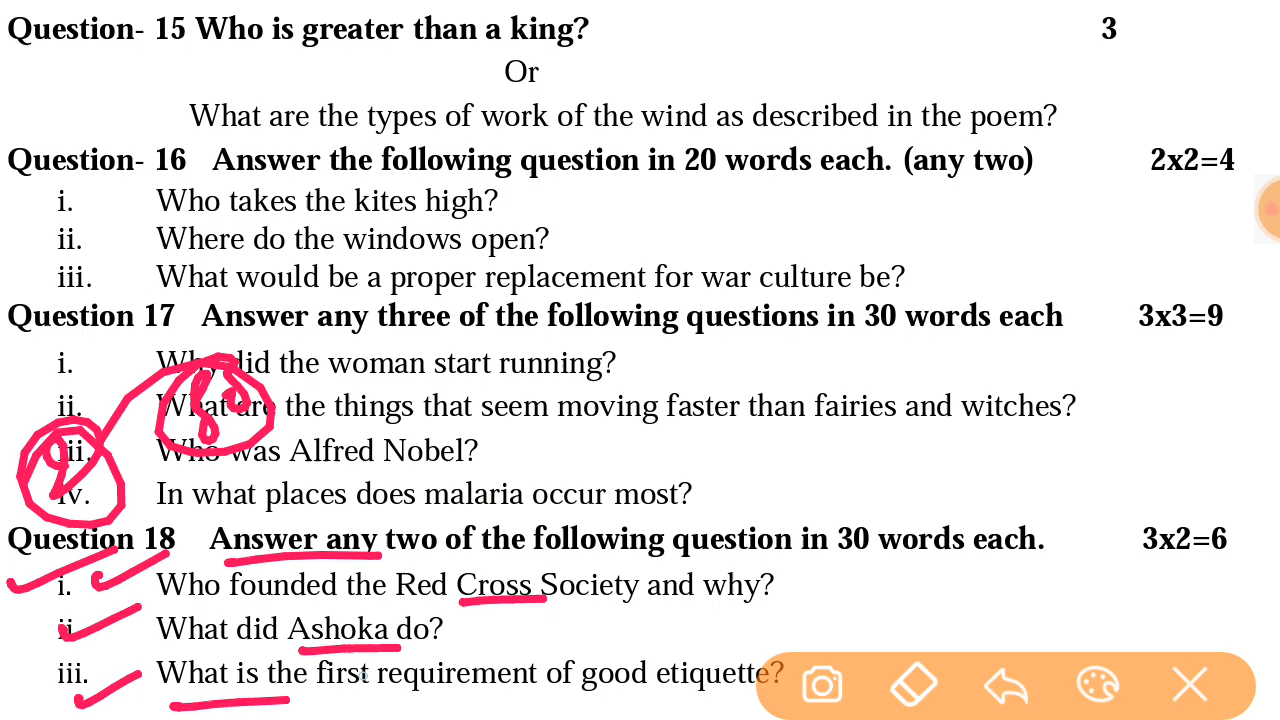 Question- 15 Who is greater than a king? 3
Or
What are the types of work of the wind as described in the poem?
Question- 16 Answer the following question in 20 words each. (any two) 2x2=4
i. Who takes the kites high?
ii. Where do the windows open?
iii. What would be a proper replacement for war culture be?
Question 17 Answer any three of the following questions in 30 words each 3x3=9
i. Why did the woman start running?
ii. What are the things that seem moving faster than fairies and witches?
iii. Who was Alfred Nobel?
iv. In what places does malaria occur most?
Question 18 Answer any two of the following question in 30 words each. 3x2=6
i. Who founded the Red Cross Society and why?
ii. What did Ashoka do?
iii. What is the first requirement of good etiquette?